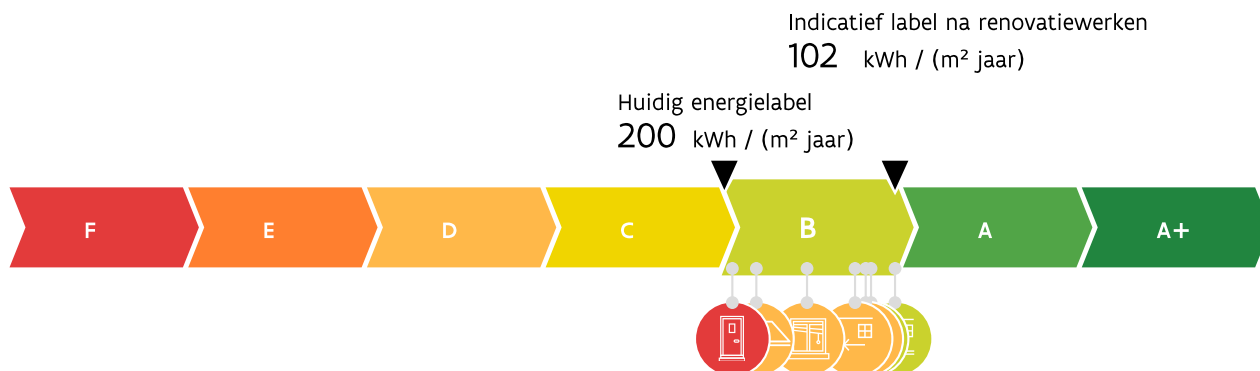 Indicatief label na renovatiewerken
102 kWh / (m² jaar)
Huidig energielabel
200 kWh / (m² jaar)
F E D C B A A+